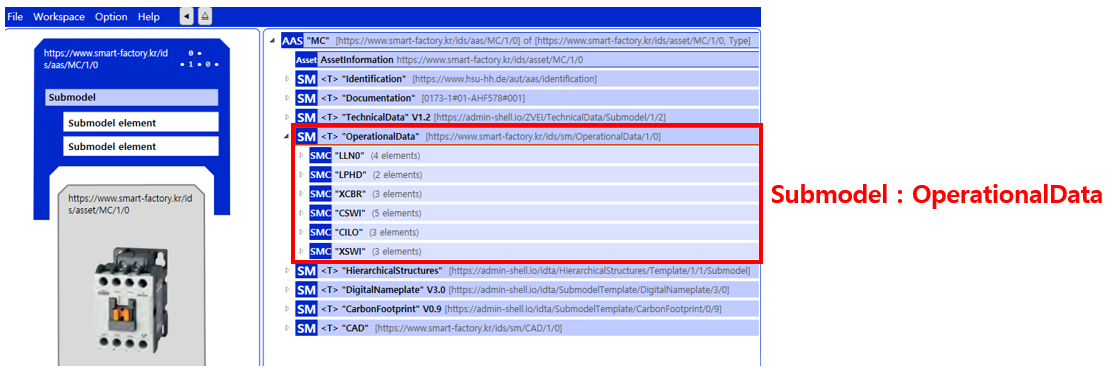 File Workspace Option Help
https://www.smart-factory.kr/id
s/aas/MC/1/0
0
1 0
Submodel
Submodel element
Submodel element
https://www.smart-factory.kr/id
s/asset/MC/1/0
AAS "MC" [https://www.smart-factory.kr/ids/aas/MC/1/0] of [https://www.smart-factory.kr/ids/asset/MC/1/0, Type]
Asset AssetInformation https://www.smart-factory.kr/ids/asset/MC/1/0
SM <T> "Identification" [https://www.hsu-hh.de/aut/aas/identification]
SM <T> "Documentation" [0173-1#01-AHF578#001]
SM <T> "TechnicalData" V1.2 [https://admin-shell.io/ZVEI/TechnicalData/Submodel/1/2]
SM <T> "OperationalData" [https://www.smart-factory.kr/ids/sm/OperationalData/1/0]
SMC "LLN0" (4 elements)
SMC "LPHD" (2 elements)
SMC "XCBR" (3 elements)
SMC "CSWI" (5 elements)
SMC "CILO" (3 elements)
SMC "XSWI" (3 elements)
SM <T> "HierarchicalStructures" [https://admin-shell.io/idta/HierarchicalStructures/Template/1/1/Submodel]
SM <T> "DigitalNameplate" V3.0 [https://admin-shell.io/idta/SubmodelTemplate/DigitalNameplate/3/0]
SM <T> "CarbonFootprint" V0.9 [https://admin-shell.io/idta/SubmodelTemplate/CarbonFootprint/0/9]
SM <T> "CAD" [https://www.smart-factory.kr/ids/sm/CAD/1/0]
Submodel : OperationalData